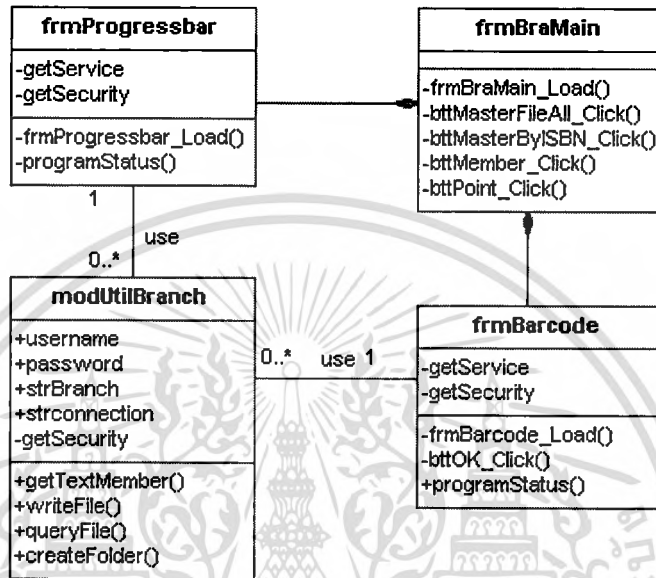 frmProgressbar
-getService
-getSecurity
-frmProgressbar_Load()
-programStatus()
frmBraMain
-frmBraMain_Load()
-bttMasterFileAll_Click()
-bttMasterByISBN_Click()
-bttMember_Click()
-bttPoint_Click()
1
use
0..*
modUtilBranch
+username
+password
+strBranch
+strconnection
-getSecurity
+getTextMember()
+writeFile()
+queryFile()
+createFolder()
0..* use 1
frmBarcode
-getService
-getSecurity
-frmBarcode_Load()
-bttOK_Click()
+programStatus()